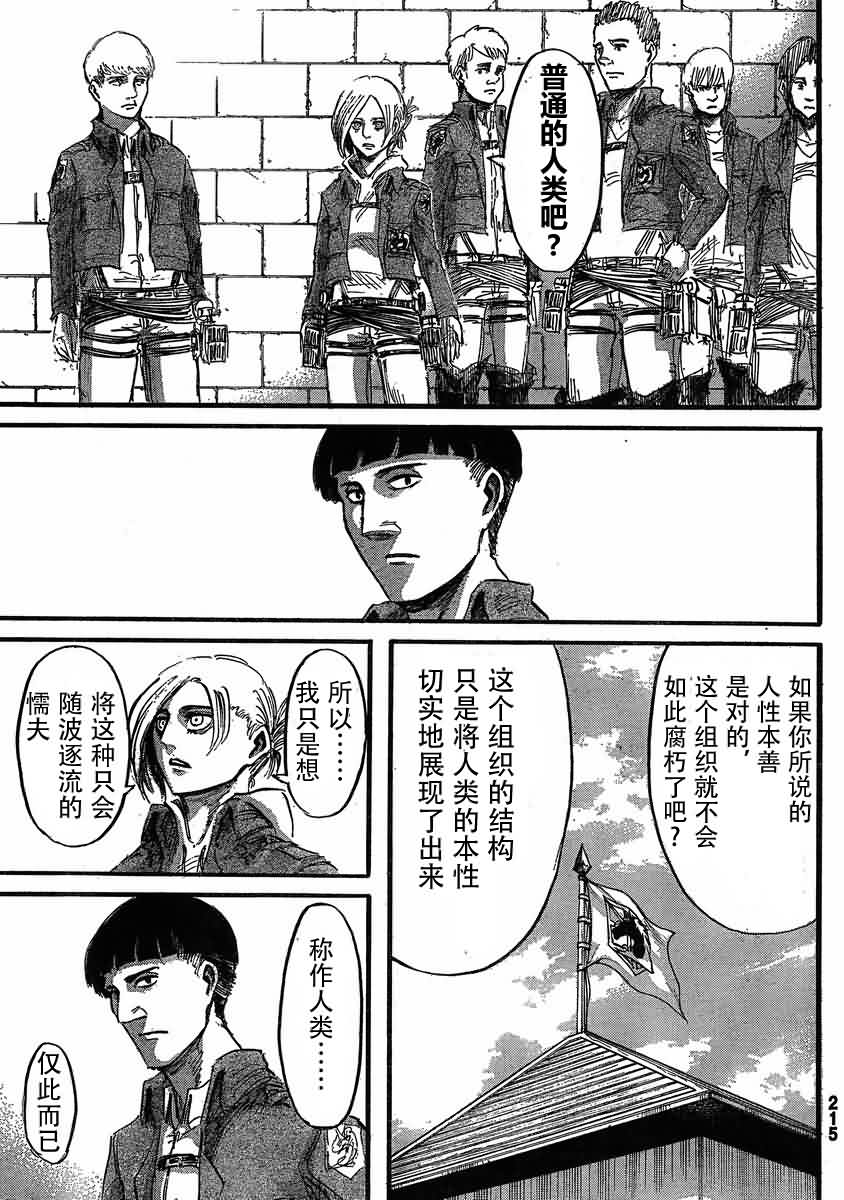 普通的人类吧？
如果你所说的
人性本善
是对的，
这个组织就不会
如此腐朽了吧？
这个组织的结构
只是将人类的本性
切实地展现了出来
所以……
我只是想
将这种只会
随波逐流的
懦夫
称作人类……
仅此而已
215